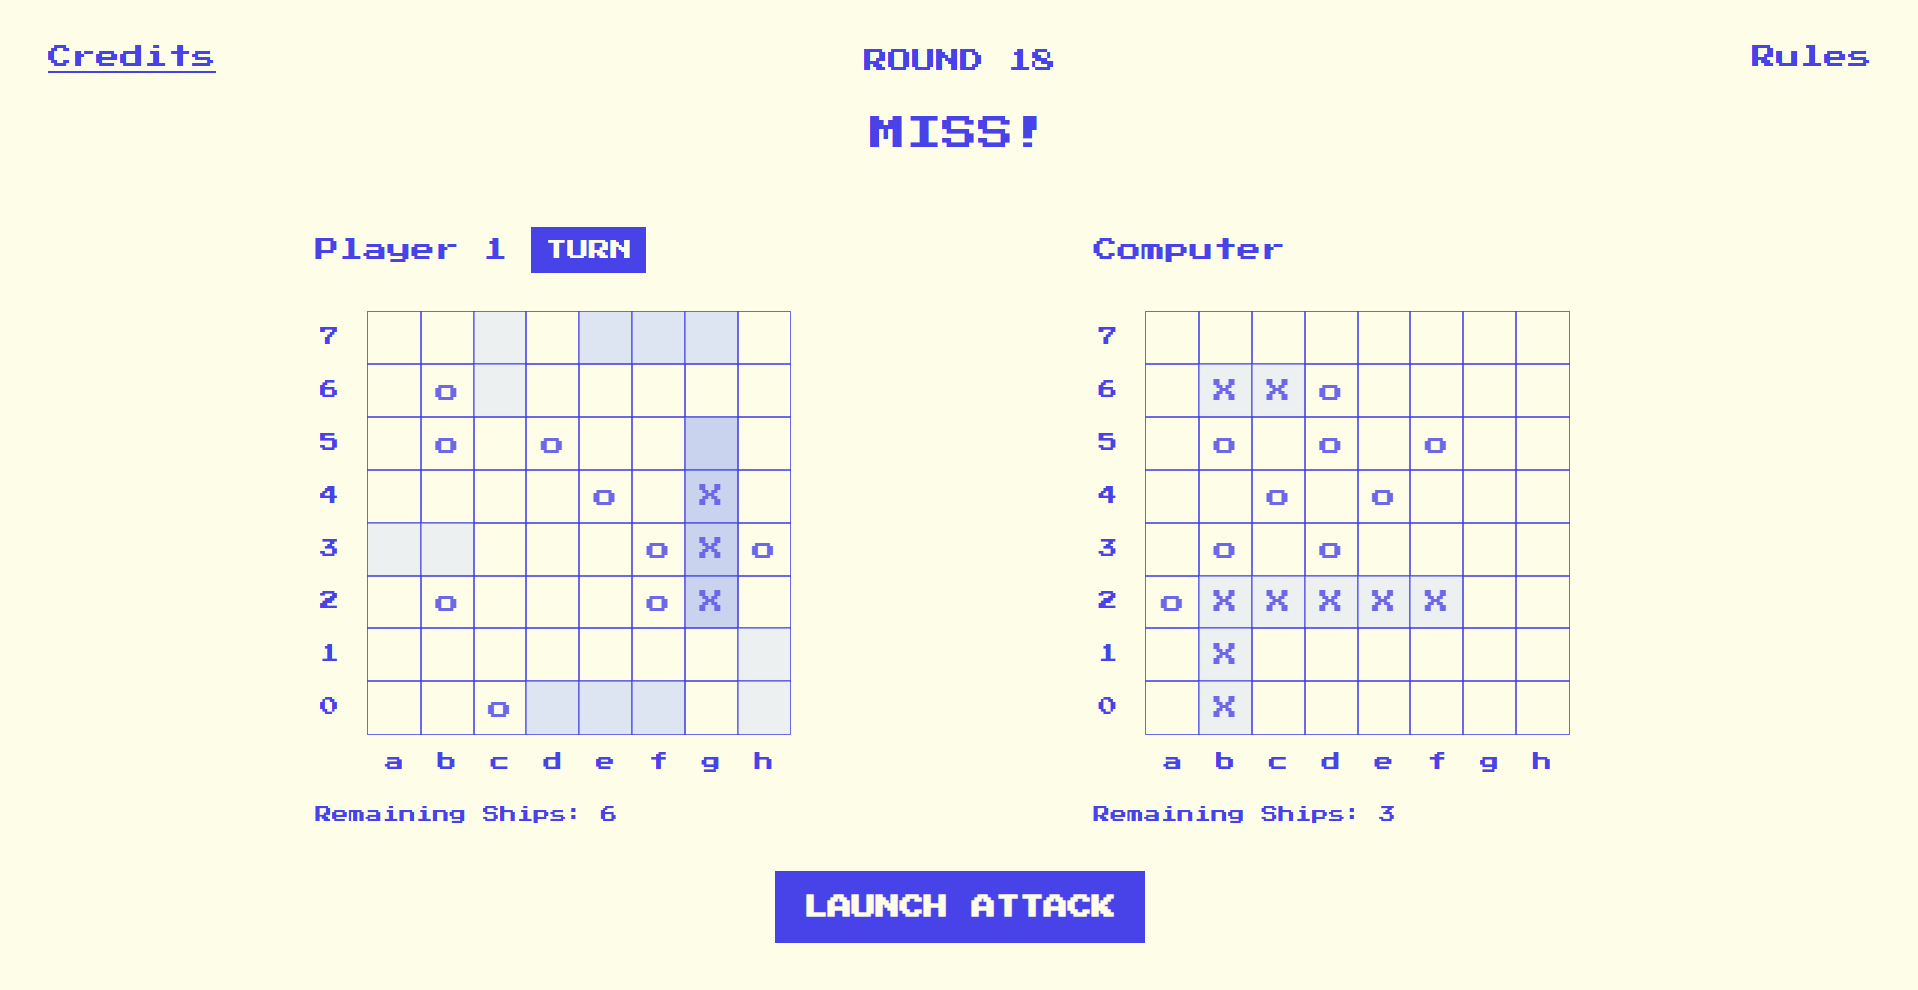 Credits
ROUND 18
Rules
MISS!
Player 1 TURN
Computer
7
6 o
5 o o
4 o X
3 o X o
2 o o X
1
0 o
a b c d e f g h
Remaining Ships: 6
7
6 X X o
5 o o o
4 o o
3 o o
2 o X X X X X
1 X
0 X
a b c d e f g h
Remaining Ships: 3
LAUNCH ATTACK